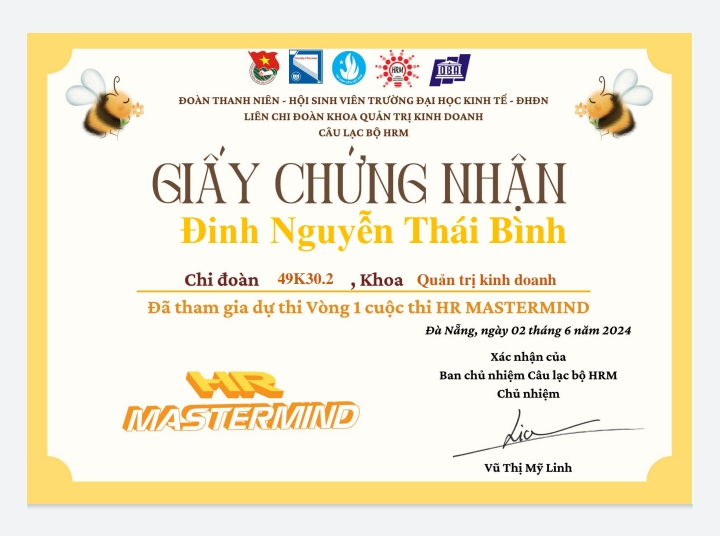 HRM
DBA
ĐOÀN THANH NIÊN - HỘI SINH VIÊN TRƯỜNG ĐẠI HỌC KINH TẾ - ĐHĐN
LIÊN CHI ĐOÀN KHOA QUẢN TRỊ KINH DOANH
CÂU LẠC BỘ HRM
GIẤY CHỨNG NHẬN
Đinh Nguyễn Thái Bình
Chi đoàn 49K30.2 , Khoa Quản trị kinh doanh
Đã tham gia dự thi Vòng 1 cuộc thi HR MASTERMIND
Đà Nẵng, ngày 02 tháng 6 năm 2024
Xác nhận của
Ban chủ nhiệm Câu lạc bộ HRM
Chủ nhiệm
HR
MASTERMIND
Vũ Thị Mỹ Linh